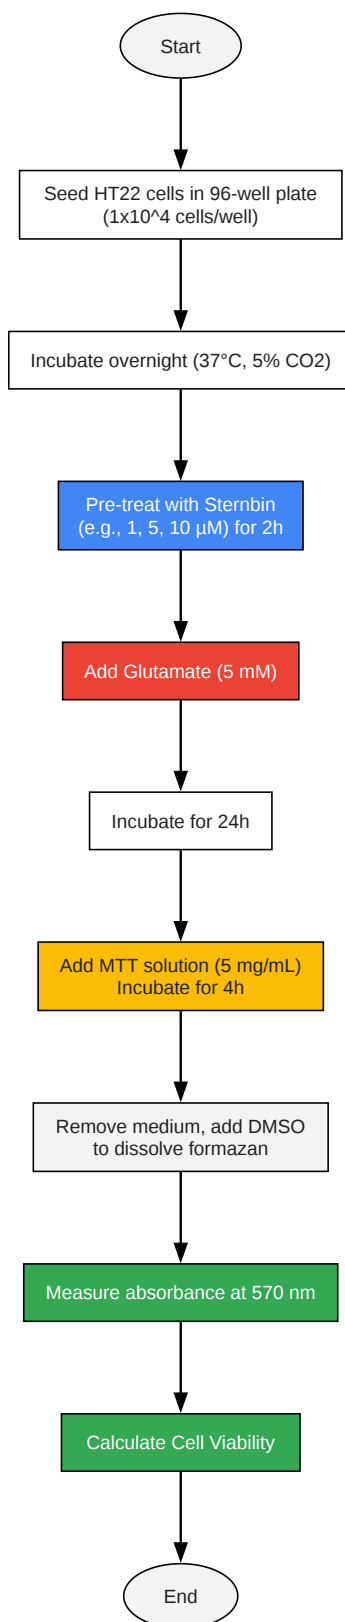 Start
Seed HT22 cells in 96-well plate
(1x10^4 cells/well)
Incubate overnight (37°C, 5% CO2)
Pre-treat with Sternbin
(e.g., 1, 5, 10 µM) for 2h
Add Glutamate (5 mM)
Incubate for 24h
Add MTT solution (5 mg/mL)
Incubate for 4h
Remove medium, add DMSO
to dissolve formazan
Measure absorbance at 570 nm
Calculate Cell Viability
End